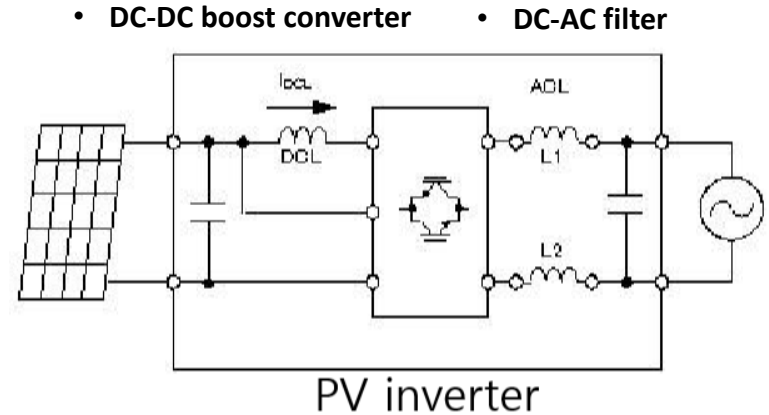 • DC-DC boost converter • DC-AC filter
IDCL
ACL
DCL
L1
L2
PV inverter